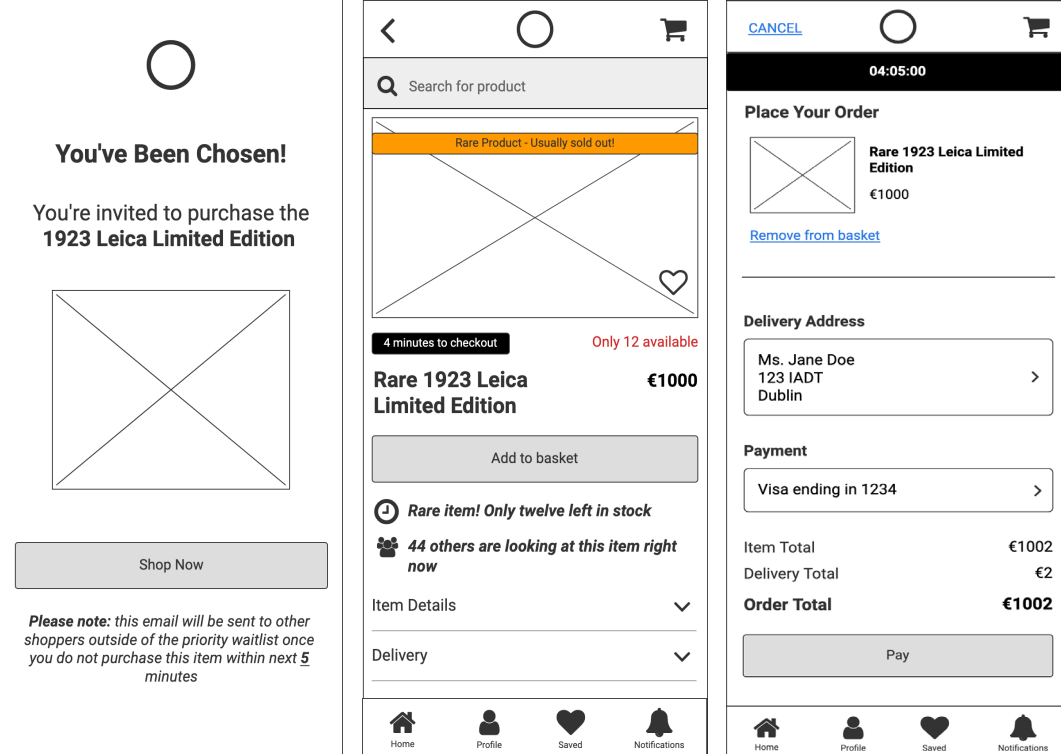 You've Been Chosen!
You're invited to purchase the
1923 Leica Limited Edition
Shop Now
Please note: this email will be sent to other
shoppers outside of the priority waitlist once
you do not purchase this item within next 5
minutes
Search for product
Rare Product - Usually sold out!
4 minutes to checkout
Only 12 available
Rare 1923 Leica
Limited Edition
€1000
Add to basket
Rare item! Only twelve left in stock
44 others are looking at this item right
now
Item Details
Delivery
Home
Profile
Saved
Notifications
CANCEL
04:05:00
Place Your Order
Rare 1923 Leica Limited
Edition
€1000
Remove from basket
Delivery Address
Ms. Jane Doe
123 IADT
Dublin
Payment
Visa ending in 1234
Item Total €1002
Delivery Total €2
Order Total €1002
Pay
Home
Profile
Saved
Notifications